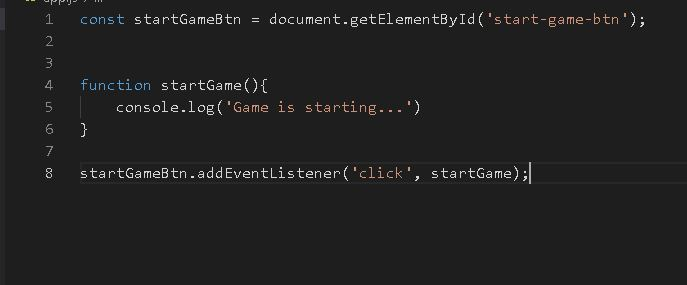 1 const startGameBtn = document.getElementById('start-game-btn');
2
3
4 function startGame(){
5     console.log('Game is starting...')
6 }
7
8 startGameBtn.addEventListener('click', startGame);